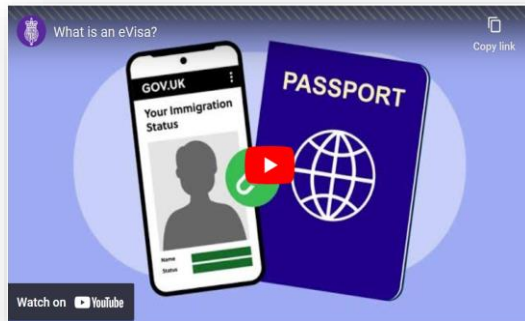 What is an eVisa?
Copy link
GOV.UK
Your Immigration
Status
Name
Status
PASSPORT
Watch on YouTube